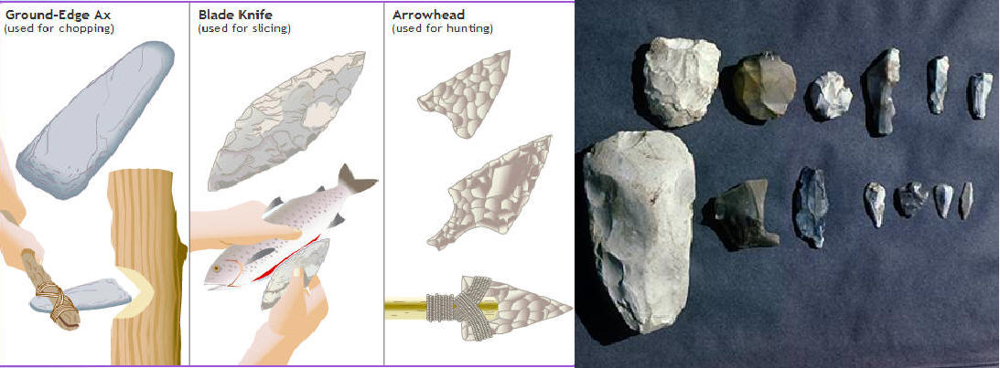 Ground-Edge Ax
(used for chopping)
Blade Knife
(used for slicing)
Arrowhead
(used for hunting)